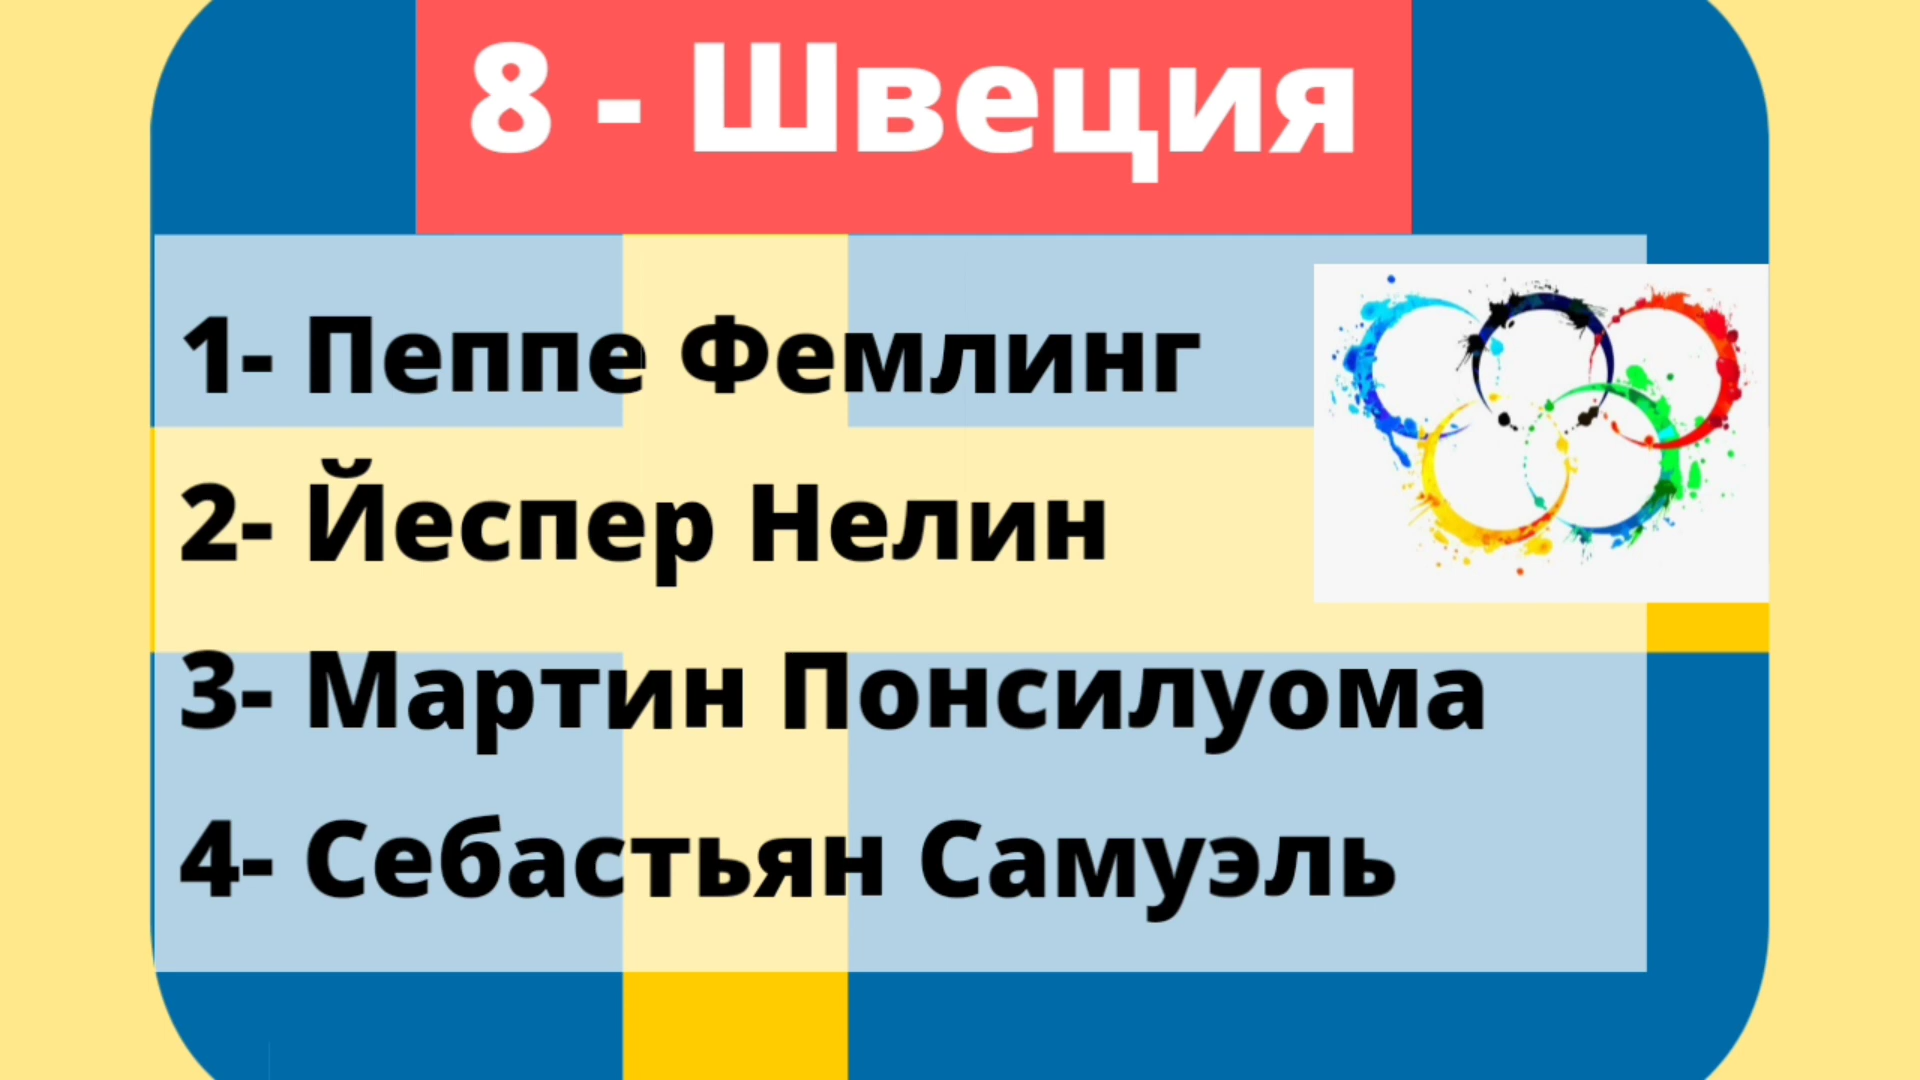 8 - Швеция
1- Пеппе Фемлинг
2- Йеспер Нелин
3- Мартин Понсилуома
4- Себастьян Самуэль